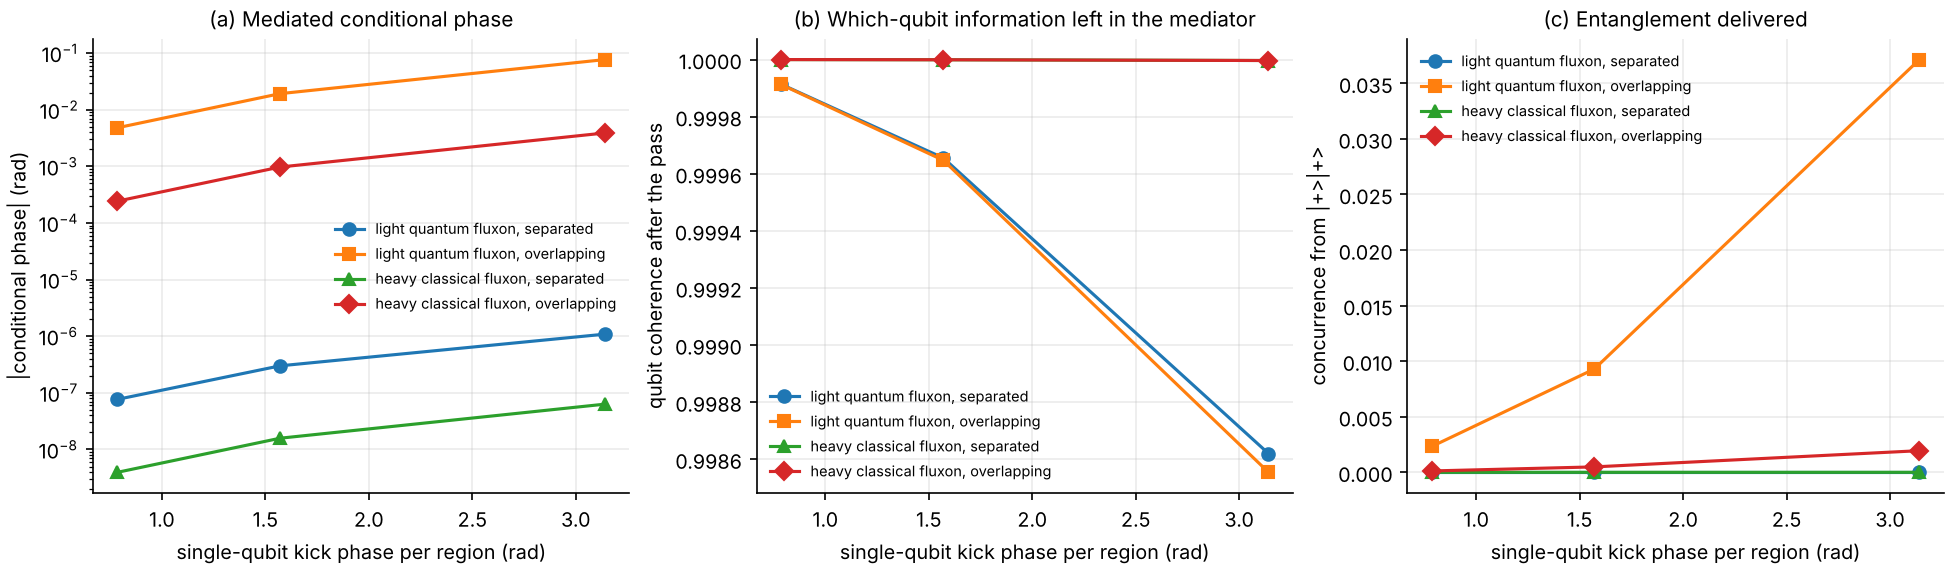 (a) Mediated conditional phase
|conditional phase| (rad)
10⁻¹
10⁻²
10⁻³
10⁻⁴
10⁻⁵
10⁻⁶
10⁻⁷
10⁻⁸
light quantum fluxon, separated
light quantum fluxon, overlapping
heavy classical fluxon, separated
heavy classical fluxon, overlapping
1.0 1.5 2.0 2.5 3.0
single-qubit kick phase per region (rad)
(b) Which-qubit information left in the mediator
qubit coherence after the pass
1.0000
0.9998
0.9996
0.9994
0.9992
0.9990
0.9988
0.9986
light quantum fluxon, separated
light quantum fluxon, overlapping
heavy classical fluxon, separated
heavy classical fluxon, overlapping
1.0 1.5 2.0 2.5 3.0
single-qubit kick phase per region (rad)
(c) Entanglement delivered
concurrence from |+>|+>
0.035
0.030
0.025
0.020
0.015
0.010
0.005
0.000
light quantum fluxon, separated
light quantum fluxon, overlapping
heavy classical fluxon, separated
heavy classical fluxon, overlapping
1.0 1.5 2.0 2.5 3.0
single-qubit kick phase per region (rad)